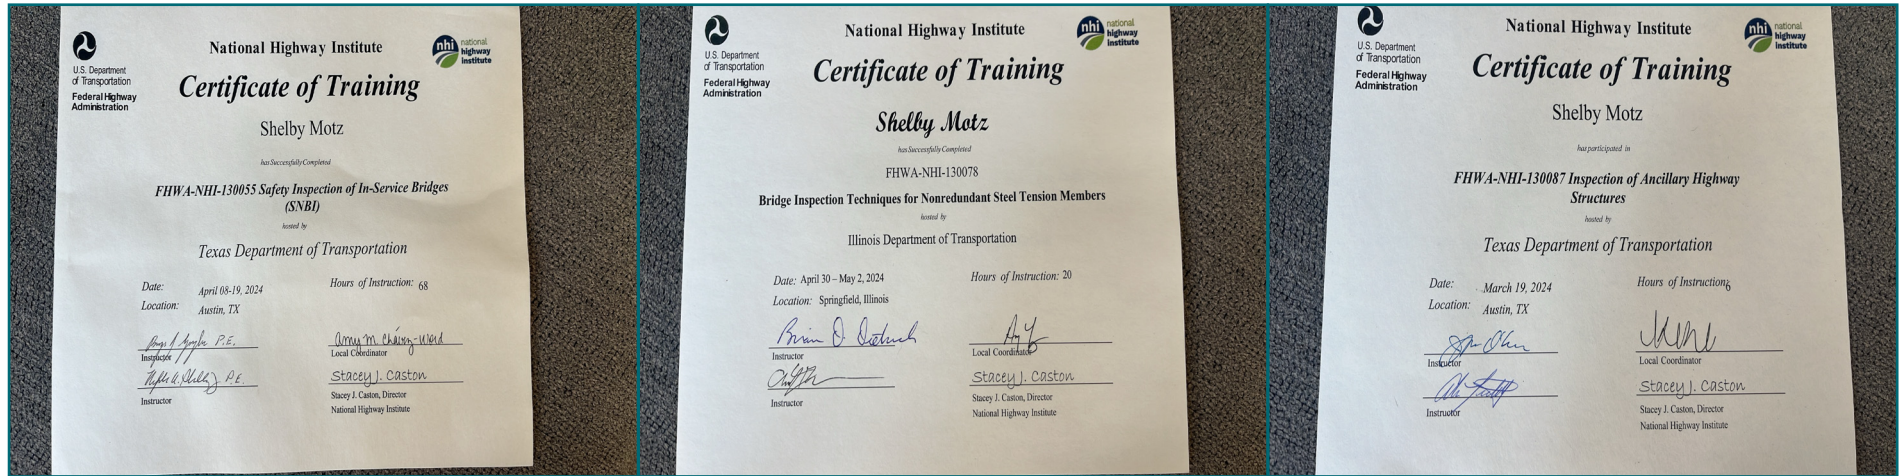 U.S. Department
of Transportation
Federal Highway
Administration
National Highway Institute
nhi national
highway
institute
Certificate of Training
Shelby Motz
has Successfully Completed
FHWA-NHI-130055 Safety Inspection of In-Service Bridges
(SNBI)
hosted by
Texas Department of Transportation
Date: April 08-19, 2024
Hours of Instruction: 68
Location: Austin, TX
P.E.
Instructor
Amy M. Chavez-Word
Local Coordinator
P.E.
Instructor
Stacey J. Caston
Stacey J. Caston, Director
National Highway Institute
U.S. Department
of Transportation
Federal Highway
Administration
National Highway Institute
nhi national
highway
institute
Certificate of Training
Shelby Motz
has Successfully Completed
FHWA-NHI-130078
Bridge Inspection Techniques for Nonredundant Steel Tension Members
hosted by
Illinois Department of Transportation
Date: April 30 – May 2, 2024
Hours of Instruction: 20
Location: Springfield, Illinois
Brian D. Dietrich
Instructor
Local Coordinator
Instructor
Stacey J. Caston
Stacey J. Caston, Director
National Highway Institute
U.S. Department
of Transportation
Federal Highway
Administration
National Highway Institute
nhi national
highway
institute
Certificate of Training
Shelby Motz
has participated in
FHWA-NHI-130087 Inspection of Ancillary Highway
Structures
hosted by
Texas Department of Transportation
Date: March 19, 2024
Hours of Instruction: 6
Location: Austin, TX
Instructor
Local Coordinator
Instructor
Stacey J. Caston
Stacey J. Caston, Director
National Highway Institute